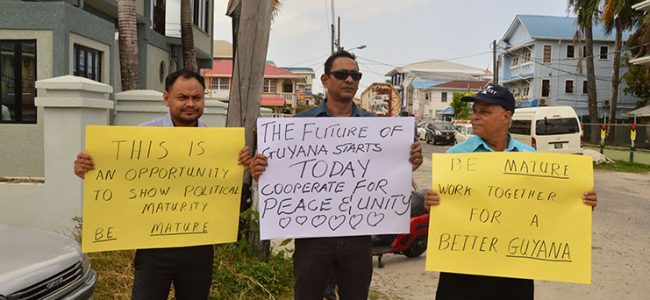 THIS IS
AN OPPORTUNITY
TO SHOW POLITICAL
MATURITY
BE MATURE
THE FUTURE OF
GUYANA STARTS
TODAY
COOPERATE FOR
PEACE & UNITY
BE MATURE
WORK TOGETHER
FOR A
BETTER GUYANA